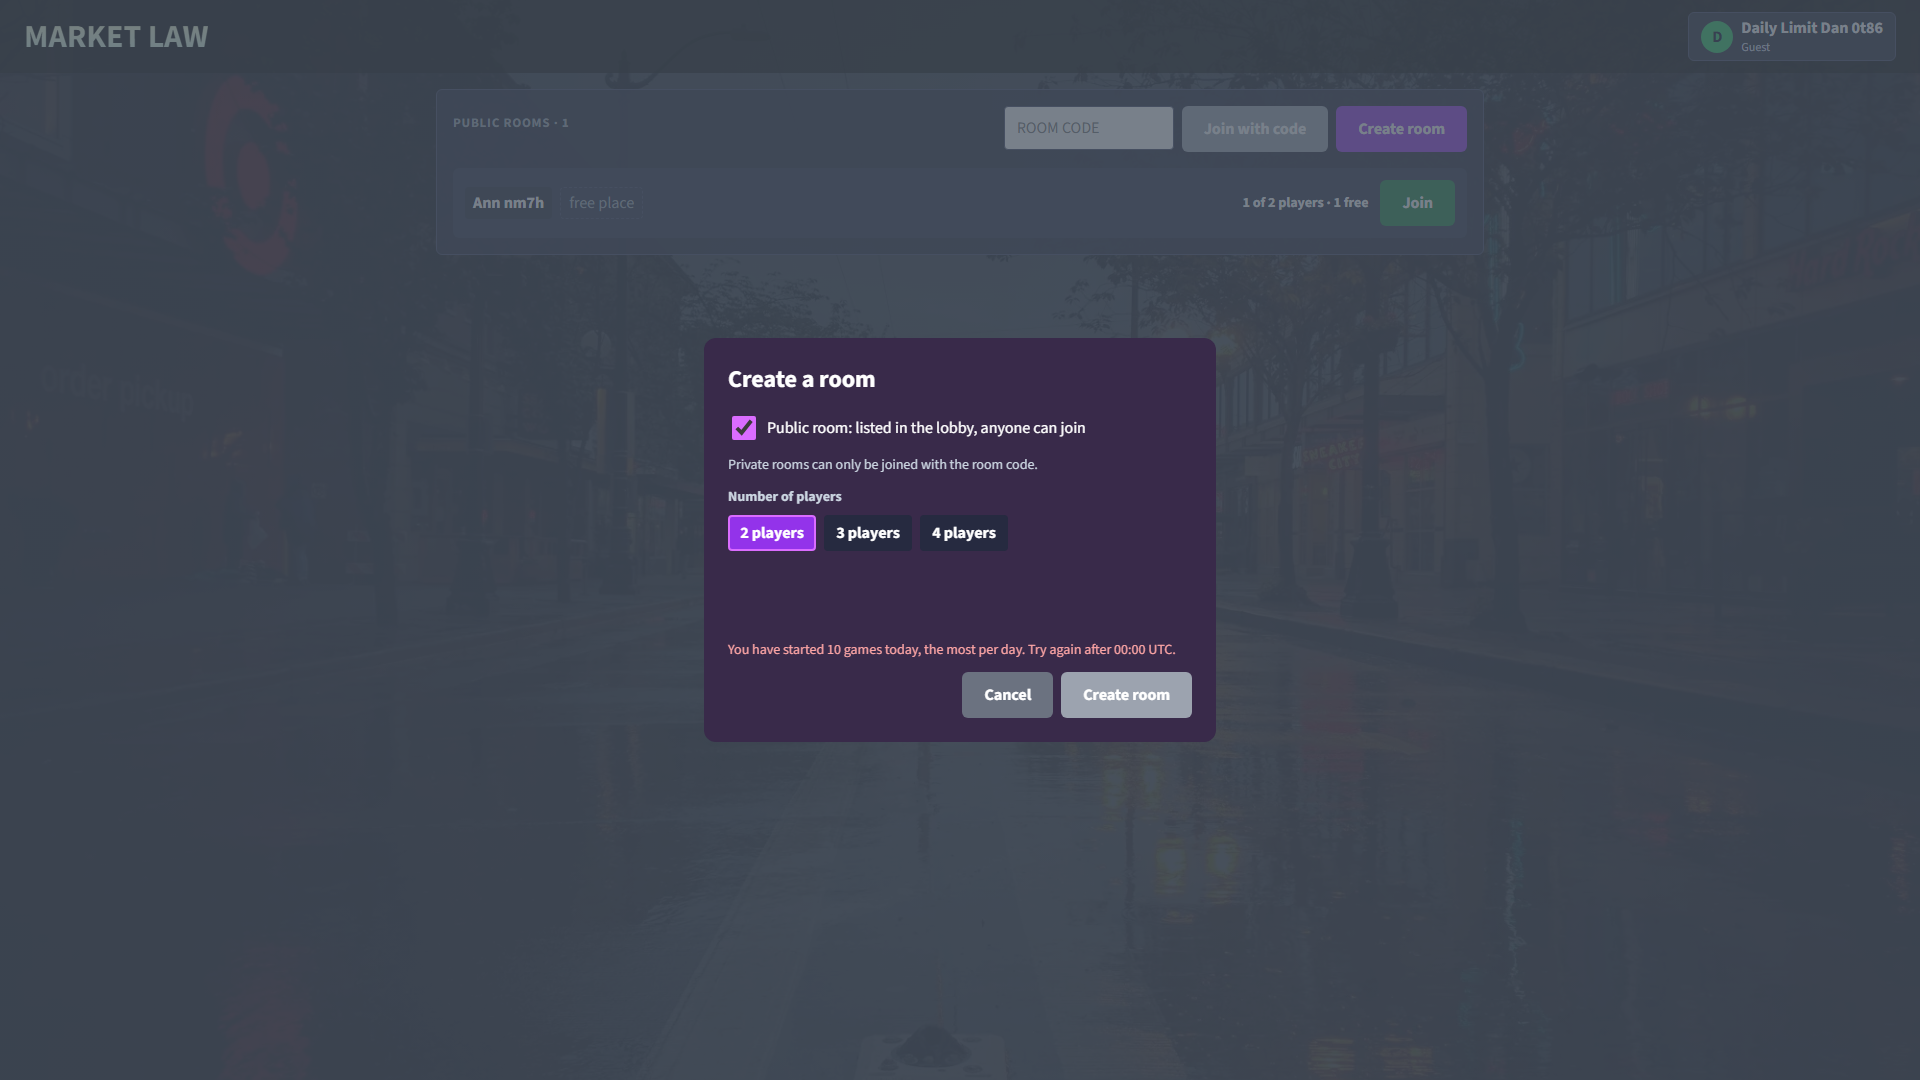 MARKET LAW
D
Daily Limit Dan 0t86
Guest
PUBLIC ROOMS · 1
ROOM CODE
Join with code
Create room
Ann nm7h
free place
1 of 2 players · 1 free
Join
order pickup
SNEAKER CITY
Create a room
Public room: listed in the lobby, anyone can join
Private rooms can only be joined with the room code.
Number of players
2 players
3 players
4 players
You have started 10 games today, the most per day. Try again after 00:00 UTC.
Cancel
Create room